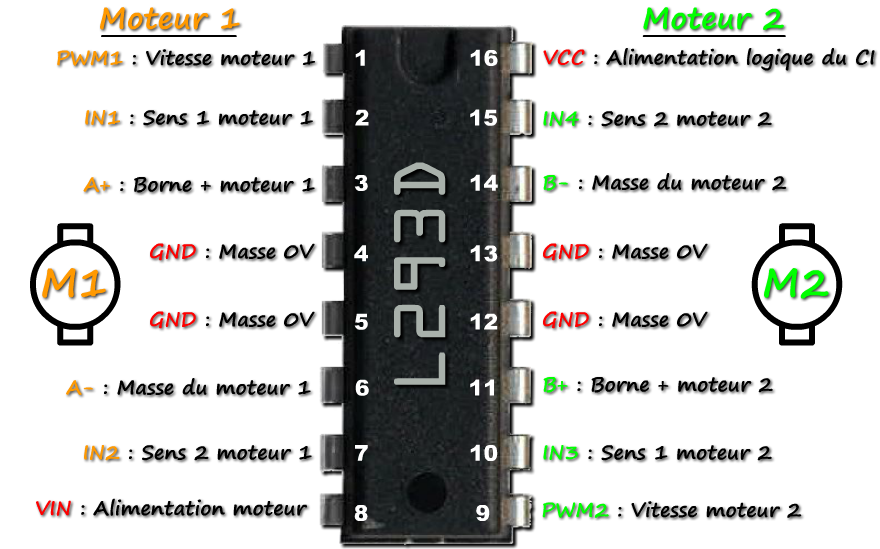 Moteur 1
Moteur 2
PWM1 : Vitesse moteur 1
1
16
VCC : Alimentation logique du CI
IN1 : Sens 1 moteur 1
2
15
IN4 : Sens 2 moteur 2
A+ : Borne + moteur 1
3
14
B- : Masse du moteur 2
GND : Masse 0V
4
13
GND : Masse 0V
M1
L293D
M2
GND : Masse 0V
5
12
GND : Masse 0V
A- : Masse du moteur 1
6
11
B+ : Borne + moteur 2
IN2 : Sens 2 moteur 1
7
10
IN3 : Sens 1 moteur 2
VIN : Alimentation moteur
8
9
PWM2 : Vitesse moteur 2